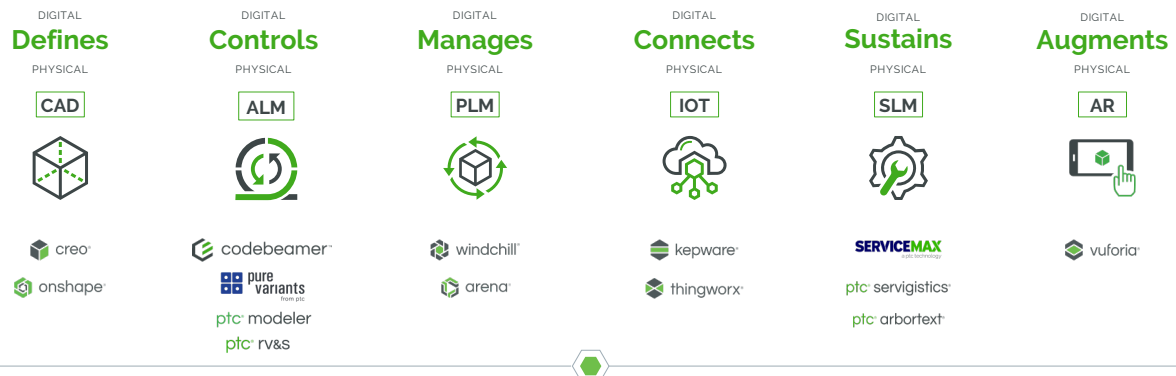 DIGITAL
Defines
PHYSICAL
CAD
creo®
onshape®
DIGITAL
Controls
PHYSICAL
ALM
codebeamer™
pure
variants
from ptc
ptc® modeler
ptc® rv&s
DIGITAL
Manages
PHYSICAL
PLM
windchill®
arena®
DIGITAL
Connects
PHYSICAL
IOT
kepware®
thingworx®
DIGITAL
Sustains
PHYSICAL
SLM
SERVICEMAX
a ptc technology
ptc® servigistics®
ptc® arbortext®
DIGITAL
Augments
PHYSICAL
AR
vuforia®